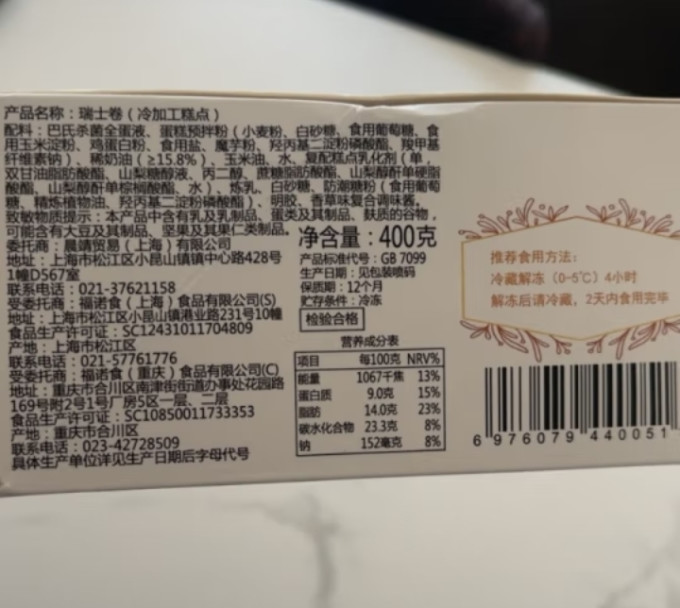 产品名称：瑞士卷（冷加工糕点）
配料：巴氏杀菌全蛋液、蛋糕预拌粉（小麦粉、白砂糖、食用葡萄糖、食
用玉米淀粉、鸡蛋白粉、食用盐、魔芋粉、羟丙基二淀粉磷酸酯、羧甲基
纤维素钠）、稀奶油（≥15.8%）、玉米油、水、复配糕点乳化剂（单，
双甘油脂肪酸酯、山梨糖醇液、丙二醇、蔗糖脂肪酸酯、山梨醇酐单硬脂
酸酯、山梨醇酐单棕榈酸酯、水）、炼乳、白砂糖、防潮糖粉（食用葡萄
糖、精炼植物油、羟丙基二淀粉磷酸酯）、明胶、香草味复合调味酱。
致敏物质提示：本产品中含有乳及乳制品、蛋类及其制品、麸质的谷物，
可能含有大豆及其制品、坚果及其果仁类制品。
委托商：晨婧贸易（上海）有限公司
地址：上海市松江区小昆山镇镇中心路428号
1幢D567室
联系电话：021-37621158
受委托商：福诺食（上海）食品有限公司(S)
地址：上海市松江区小昆山镇港业路231号10幢
食品生产许可证：SC12431011704809
产地：上海市松江区
联系电话：021-57761776
受委托商：福诺食（重庆）食品有限公司(C)
地址：重庆市合川区南津街街道办事处花园路
169号附2号1号厂房5区一层、二层
食品生产许可证：SC10850011733353
产地：重庆市合川区
联系电话：023-42728509
具体生产单位详见生产日期后字母代号
净含量：400克
产品标准代号：GB 7099
生产日期：见包装喷码
保质期：12个月
贮存条件：冷冻
检验合格
营养成分表
项目 每100克 NRV%
能量 1067千焦 13%
蛋白质 9.0克 15%
脂肪 14.0克 23%
碳水化合物 23.3克 8%
钠 152毫克 8%
推荐食用方法：
冷藏解冻（0-5℃）4小时
解冻后请冷藏，2天内食用完毕
6 976079 440051